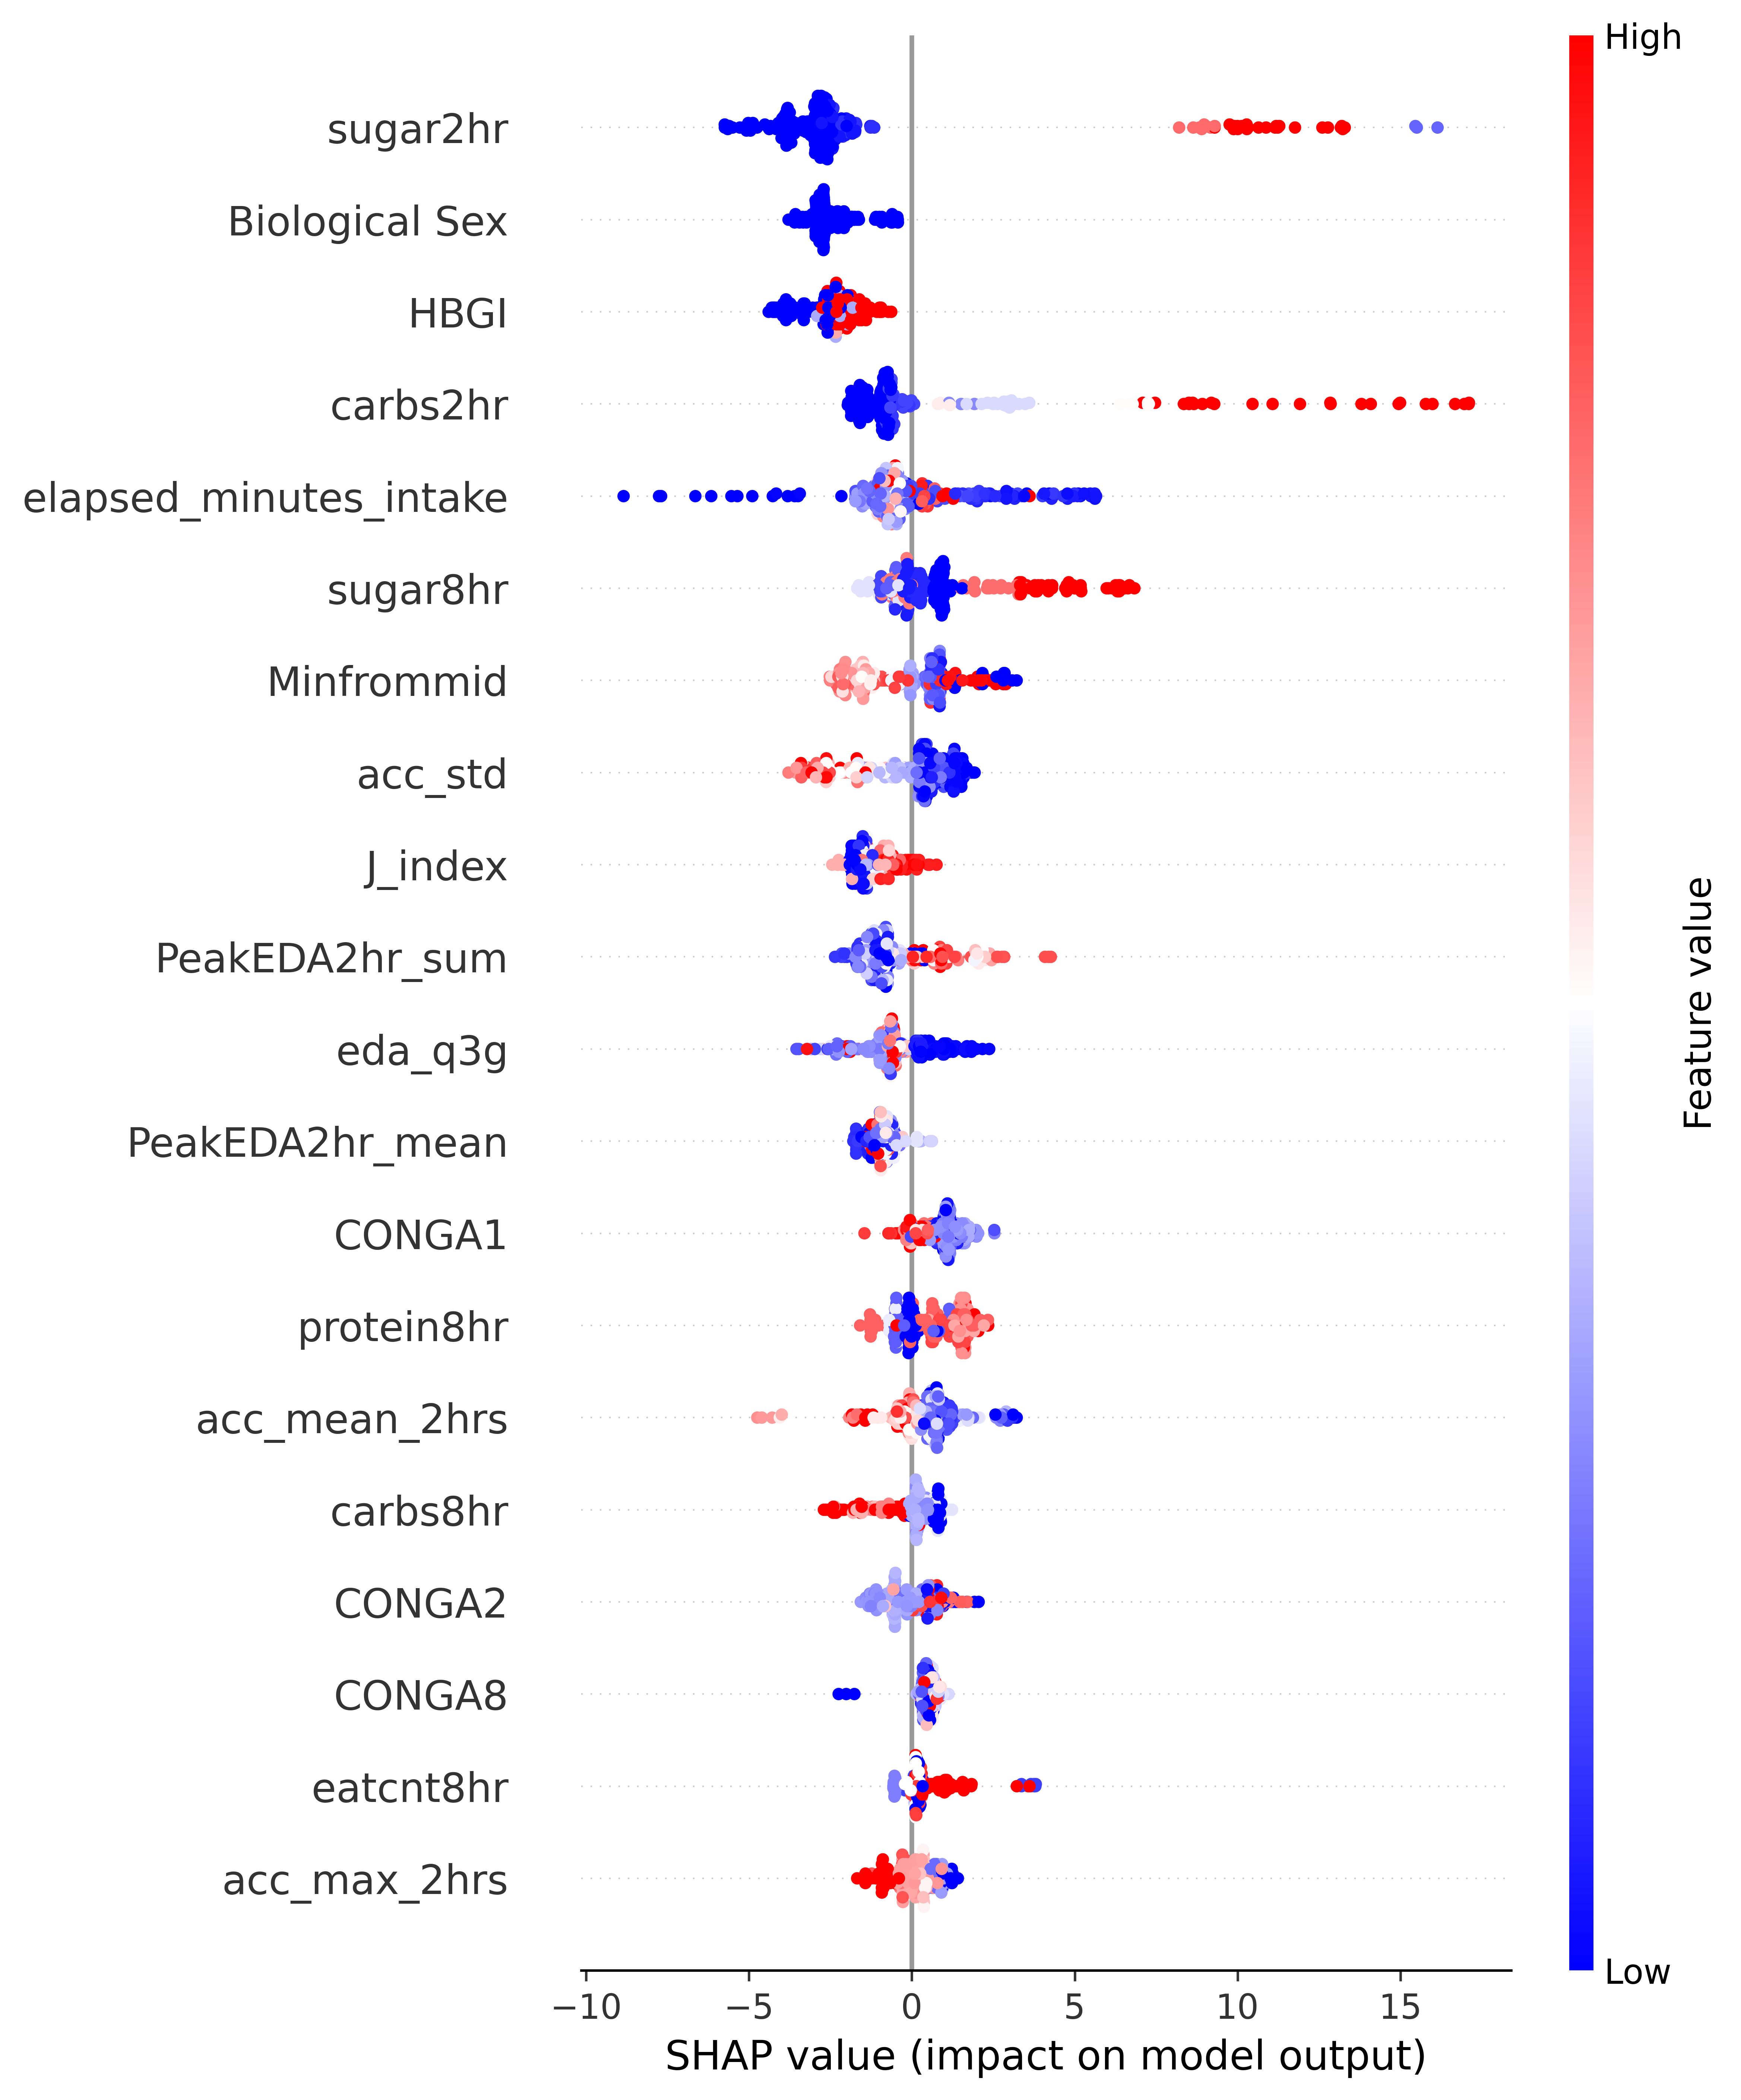 High
sugar2hr
Biological Sex
HBGI
carbs2hr
elapsed_minutes_intake
sugar8hr
Minfrommid
acc_std
J_index
PeakEDA2hr_sum
eda_q3g
PeakEDA2hr_mean
CONGA1
protein8hr
acc_mean_2hrs
carbs8hr
CONGA2
CONGA8
eatcnt8hr
acc_max_2hrs
Feature value
Low
−10 −5 0 5 10 15
SHAP value (impact on model output)